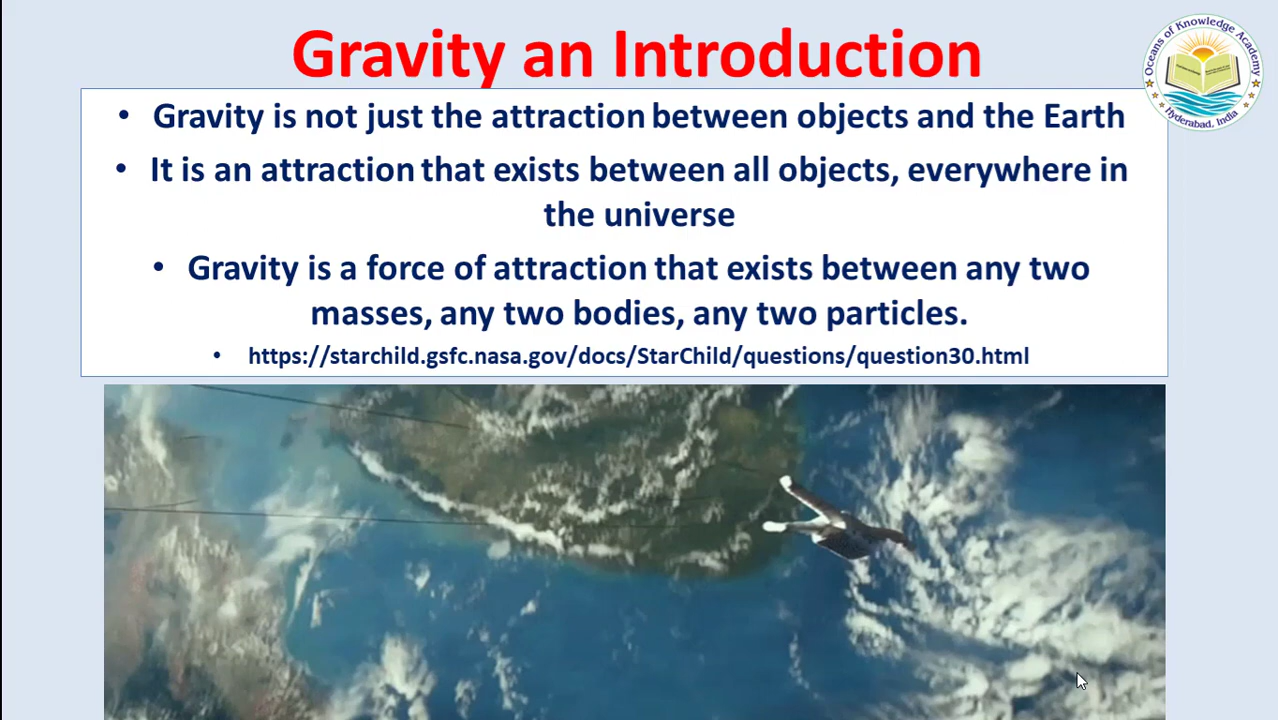 Gravity an Introduction
Oceans of Knowledge Academy
Hyderabad, India
• Gravity is not just the attraction between objects and the Earth
• It is an attraction that exists between all objects, everywhere in
the universe
• Gravity is a force of attraction that exists between any two
masses, any two bodies, any two particles.
• https://starchild.gsfc.nasa.gov/docs/StarChild/questions/question30.html